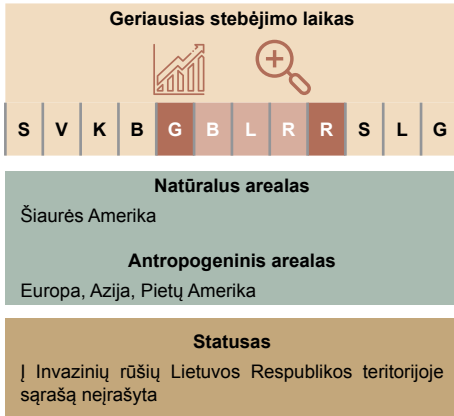 Geriausias stebėjimo laikas
S V K B G B L R R S L G
Natūralus arealas
Šiaurės Amerika
Antropogeninis arealas
Europa, Azija, Pietų Amerika
Statusas
Į Invazinių rūšių Lietuvos Respublikos teritorijoje
sąrašą neįrašyta